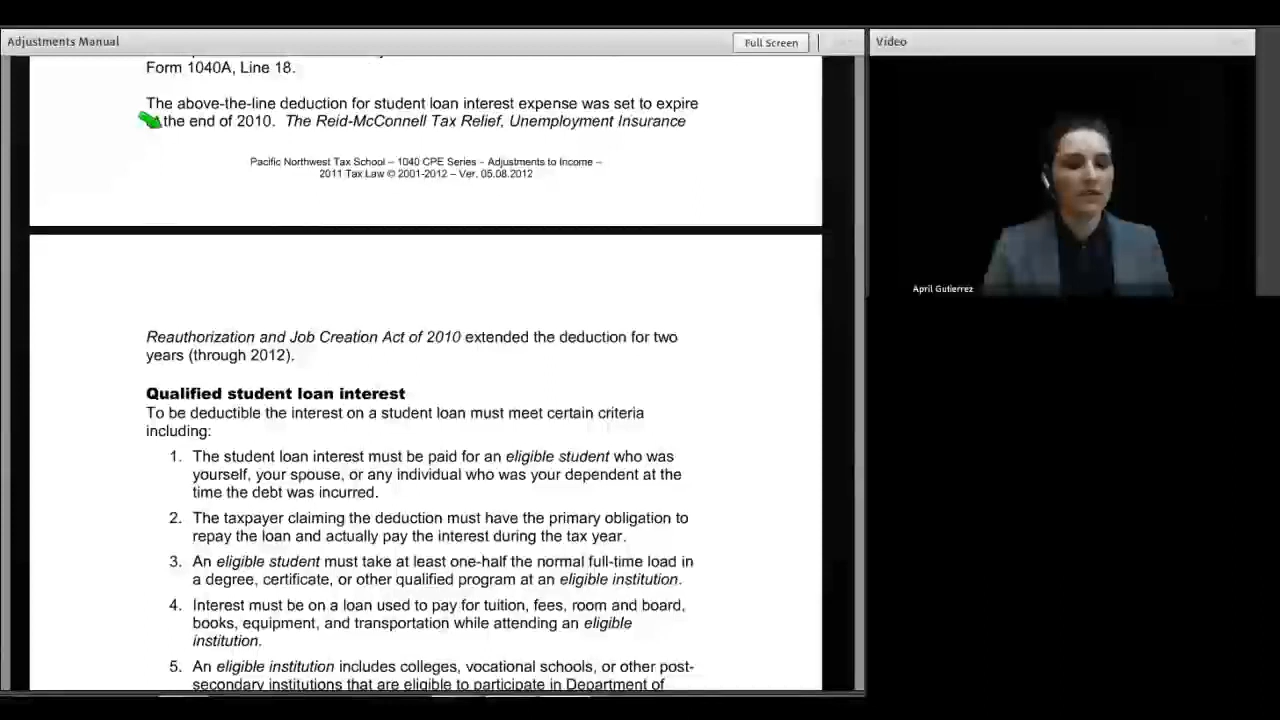 Adjustments Manual
Full Screen
Video
Form 1040A, Line 18.
The above-the-line deduction for student loan interest expense was set to expire
the end of 2010. The Reid-McConnell Tax Relief, Unemployment Insurance
Pacific Northwest Tax School – 1040 CPE Series – Adjustments to Income –
2011 Tax Law © 2001-2012 – Ver. 05.08.2012
April Gutierrez
Reauthorization and Job Creation Act of 2010 extended the deduction for two
years (through 2012).
Qualified student loan interest
To be deductible the interest on a student loan must meet certain criteria
including:
1. The student loan interest must be paid for an eligible student who was
yourself, your spouse, or any individual who was your dependent at the
time the debt was incurred.
2. The taxpayer claiming the deduction must have the primary obligation to
repay the loan and actually pay the interest during the tax year.
3. An eligible student must take at least one-half the normal full-time load in
a degree, certificate, or other qualified program at an eligible institution.
4. Interest must be on a loan used to pay for tuition, fees, room and board,
books, equipment, and transportation while attending an eligible
institution.
5. An eligible institution includes colleges, vocational schools, or other post-
secondary institutions that are eligible to participate in Department of